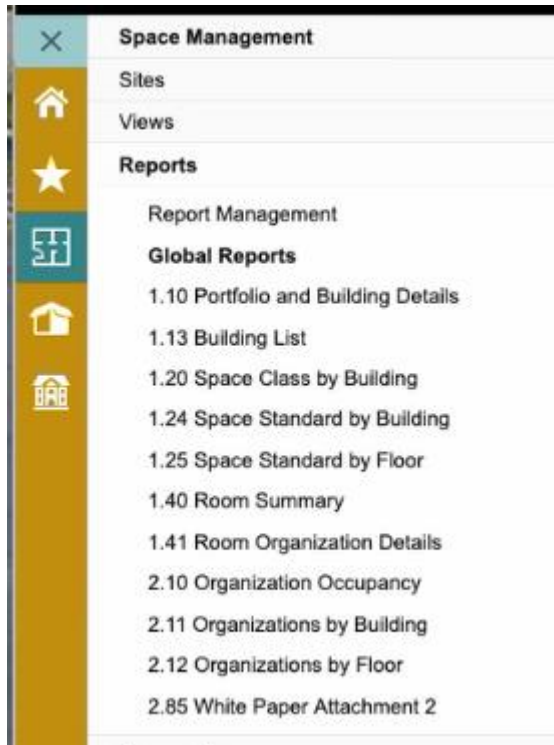 Space Management
Sites
Views
Reports
Report Management
Global Reports
1.10 Portfolio and Building Details
1.13 Building List
1.20 Space Class by Building
1.24 Space Standard by Building
1.25 Space Standard by Floor
1.40 Room Summary
1.41 Room Organization Details
2.10 Organization Occupancy
2.11 Organizations by Building
2.12 Organizations by Floor
2.85 White Paper Attachment 2